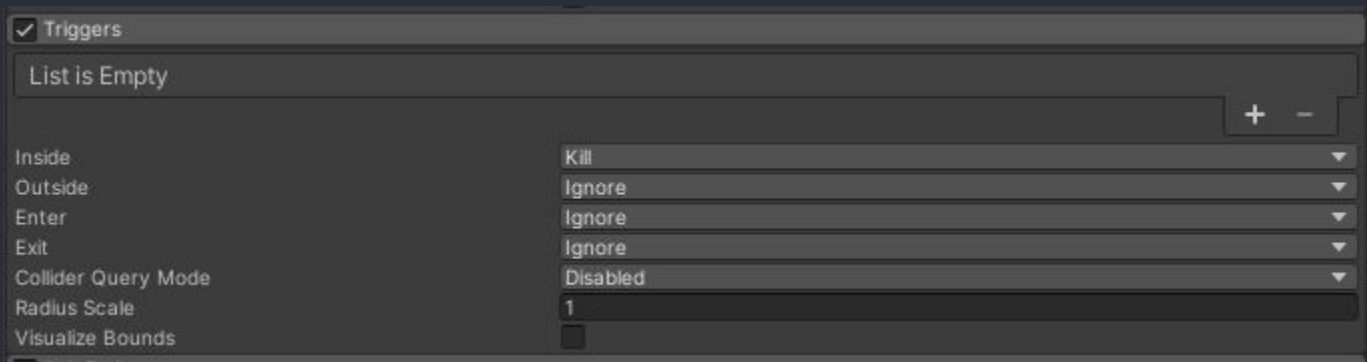 Triggers
List is Empty
+ −
Inside Kill
Outside Ignore
Enter Ignore
Exit Ignore
Collider Query Mode Disabled
Radius Scale 1
Visualize Bounds